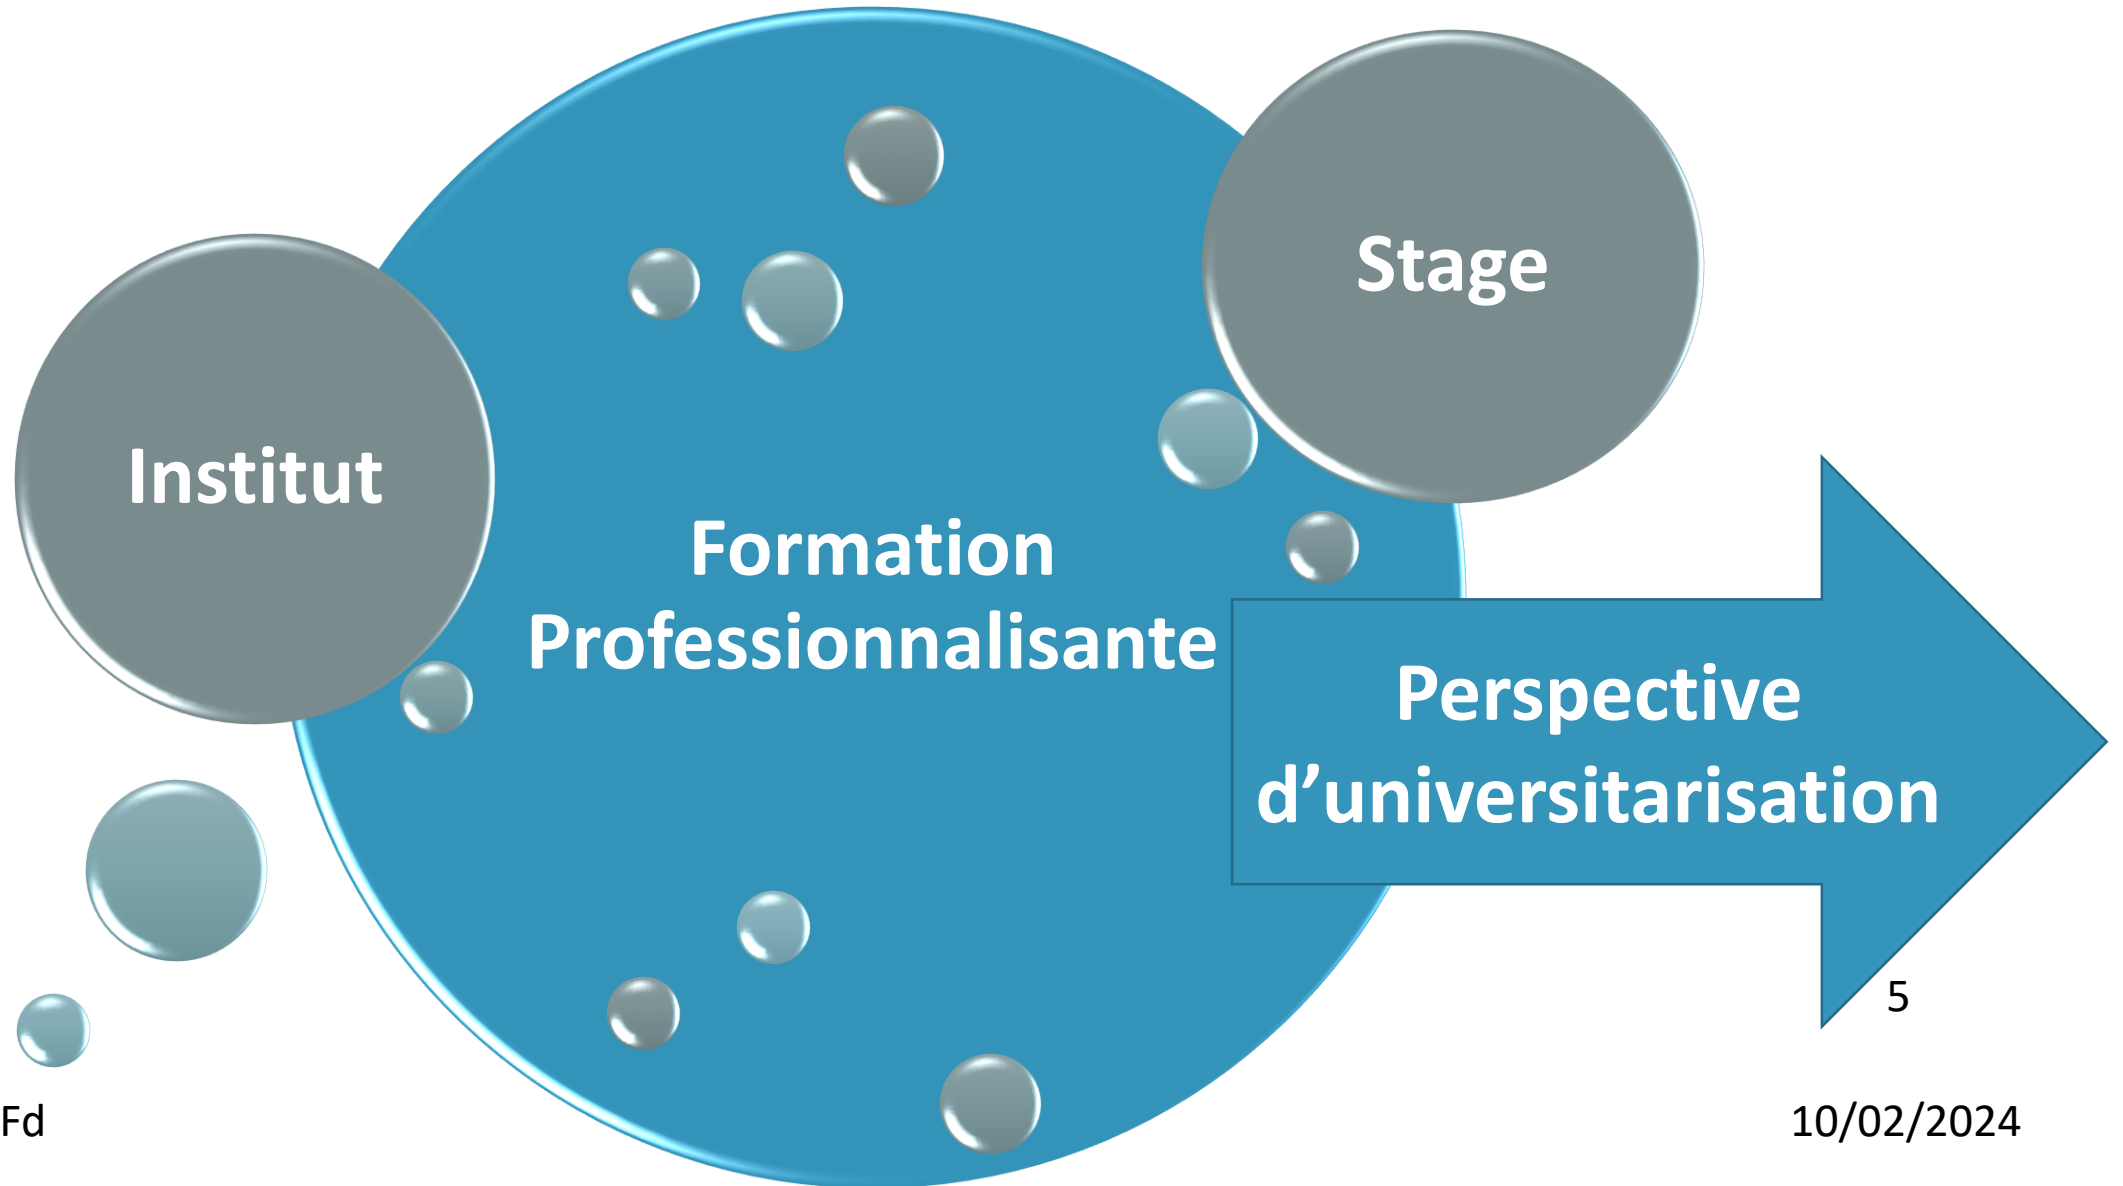 Stage
Institut
Formation
Professionnalisante
Perspective
d’universitarisation
5
Fd
10/02/2024